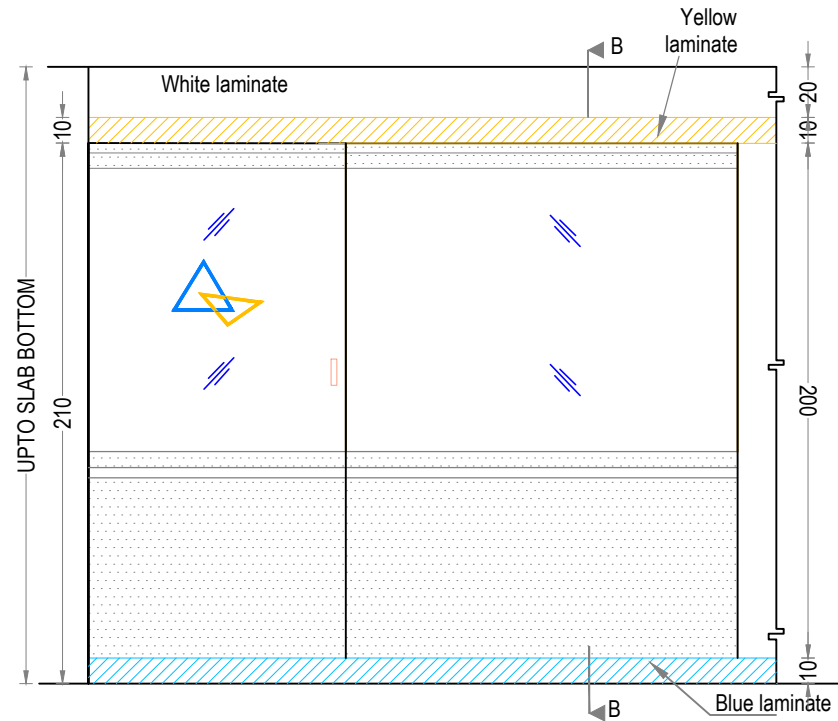 Yellow
laminate
B
White laminate
10
20
10
UPTO SLAB BOTTOM
210
200
10
B
Blue laminate